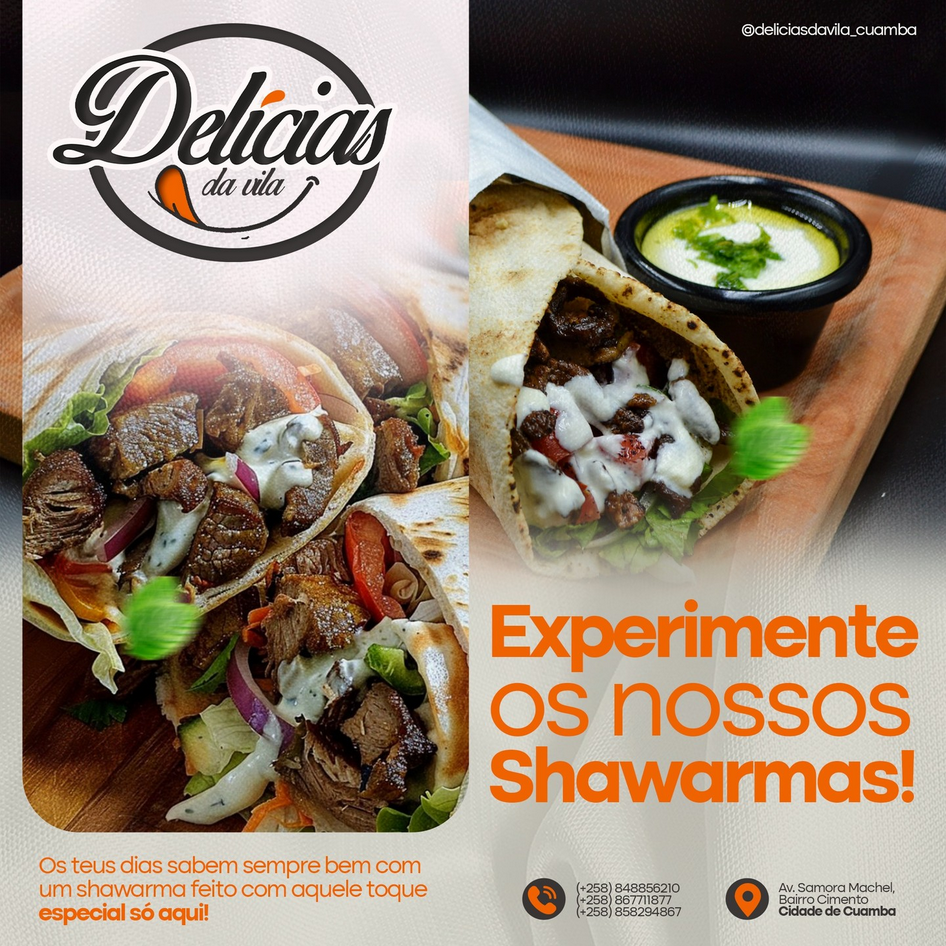 @deliciasdavila_cuamba
Delícias
da vila
Experimente
os nossos
Shawarmas!
Os teus dias sabem sempre bem com
um shawarma feito com aquele toque
especial só aqui!
(+258) 848856210
(+258) 867711877
(+258) 858294867
Av. Samora Machel,
Bairro Cimento
Cidade de Cuamba